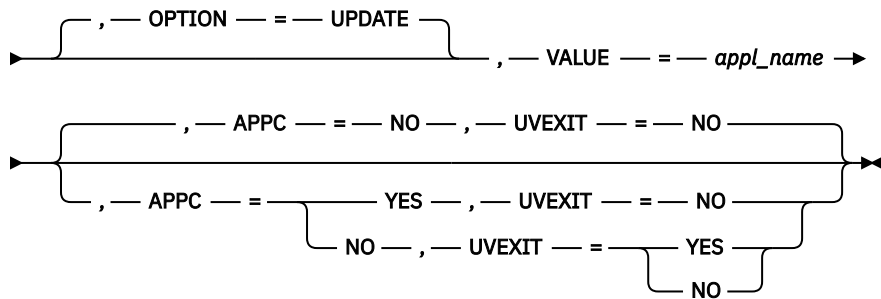 , OPTION = UPDATE
, VALUE = appl_name
, APPC = NO , UVEXIT = NO
, APPC = YES , UVEXIT = NO
NO , UVEXIT = YES
NO